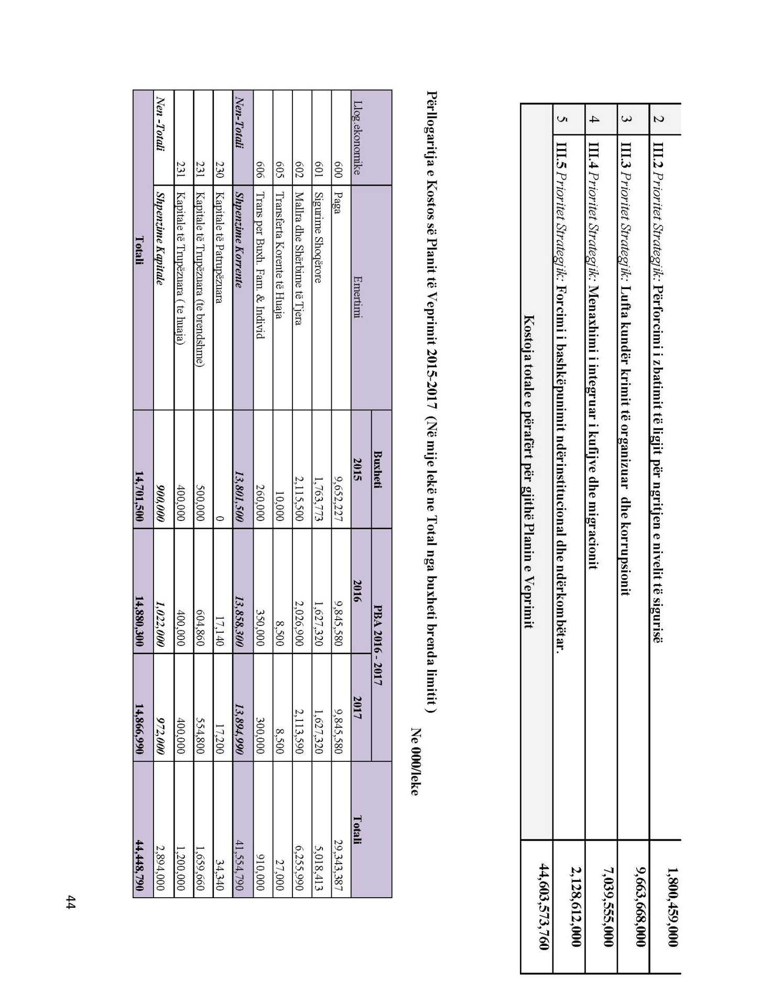 2 III.2 Prioritet Strategjik: Përforcimi i zbatimit të ligjit për ngritjen e nivelit të sigurisë 1,800,459,000
3 III.3 Prioritet Strategjik: Lufta kundër krimit të organizuar dhe korrupsionit 9,663,668,000
4 III.4 Prioritet Strategjik: Menaxhimi i integruar i kufijve dhe migracionit 7,039,555,000
5 III.5 Prioritet Strategjik: Forcimi i bashkëpunimit ndërinstitucional dhe ndërkombëtar. 2,128,612,000
Kostoja totale e përafërt për gjithë Planin e Veprimit 44,603,573,760
Përllogaritja e Kostos së Planit të Veprimit 2015-2017 (Në mije lekë ne Total nga buxheti brenda limitit )
Ne 000/leke
Buxheti PBA 2016 - 2017
Llog.ekonomike Emertimi 2015 2016 2017 Totali
600 Paga 9,652,227 9,845,580 9,845,580 29,343,387
601 Sigurime Shoqërore 1,763,773 1,627,320 1,627,320 5,018,413
602 Mallra dhe Shërbime të Tjera 2,115,500 2,026,900 2,113,590 6,255,990
605 Transferta Korente të Huaja 10,000 8,500 8,500 27,000
606 Trans per Buxh. Fam. & Individ 260,000 350,000 300,000 910,000
Nen-Totali Shpenzime Korrente 13,801,500 13,858,300 13,894,990 41,554,790
230 Kapitale të Patrupëzuara 0 17,140 17,200 34,340
231 Kapitale të Trupëzuara (te brendshme) 500,000 604,860 554,800 1,659,660
231 Kapitale të Trupëzuara ( te huaja) 400,000 400,000 400,000 1,200,000
Nen -Totali Shpenzime Kapitale 900,000 1,022,000 972,000 2,894,000
Totali 14,701,500 14,880,300 14,866,990 44,448,790
44